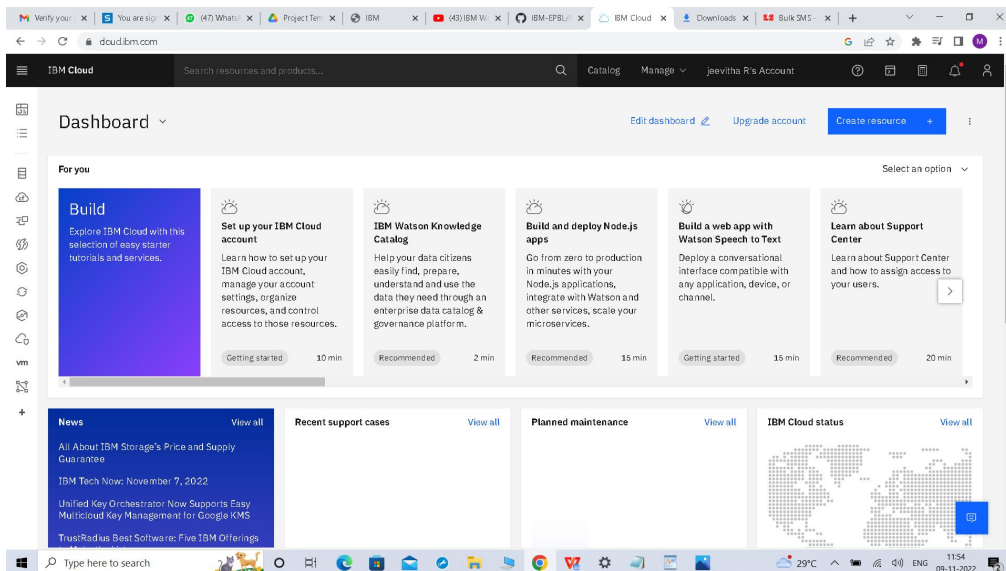 Verify your
You are sig
(47) Whats
Project Tem
IBM
(43) IBM W
IBM-EPBL/
IBM Cloud
Downloads
Bulk SMS -
cloud.ibm.com
M
IBM Cloud
Search resources and products...
Catalog
Manage
jeevitha R's Account
Dashboard
Edit dashboard
Upgrade account
Create resource +
For you
Select an option
Build
Explore IBM Cloud with this
selection of easy starter
tutorials and services.
Set up your IBM Cloud
account
Learn how to set up your
IBM Cloud account,
manage your account
settings, organize
resources, and control
access to those resources.
Getting started
10 min
IBM Watson Knowledge
Catalog
Help your data citizens
easily find, prepare,
understand and use the
data they need through an
enterprise data catalog &
governance platform.
Recommended
2 min
Build and deploy Node.js
apps
Go from zero to production
in minutes with your
Node.js applications,
integrate with Watson and
other services, scale your
microservices.
Recommended
15 min
Build a web app with
Watson Speech to Text
Deploy a conversational
interface compatible with
any application, device, or
channel.
Getting started
15 min
Learn about Support
Center
Learn about Support Center
and how to assign access to
your users.
Recommended
20 min
vm
News
View all
All About IBM Storage's Price and Supply
Guarantee
IBM Tech Now: November 7, 2022
Unified Key Orchestrator Now Supports Easy
Multicloud Key Management for Google KMS
TrustRadius Best Software: Five IBM Offerings
Recent support cases
View all
Planned maintenance
View all
IBM Cloud status
View all
Type here to search
29°C
ENG
11:54
09-11-2022